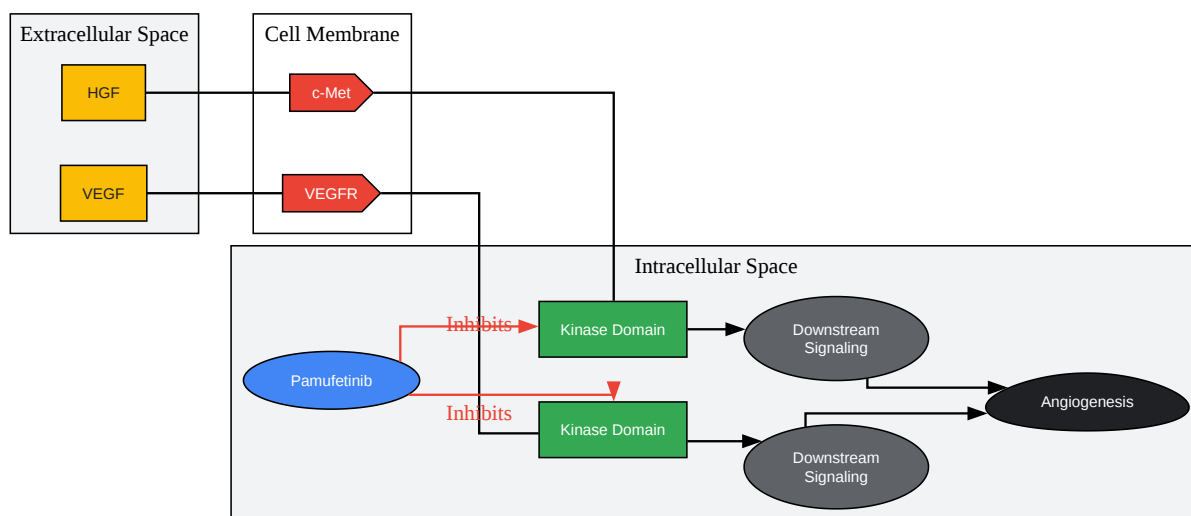 Extracellular Space
Cell Membrane
HGF
c-Met
VEGF
VEGFR
Intracellular Space
Inhibits
Kinase Domain
Downstream
Signaling
Pamufetinib
Angiogenesis
Inhibits
Kinase Domain
Downstream
Signaling